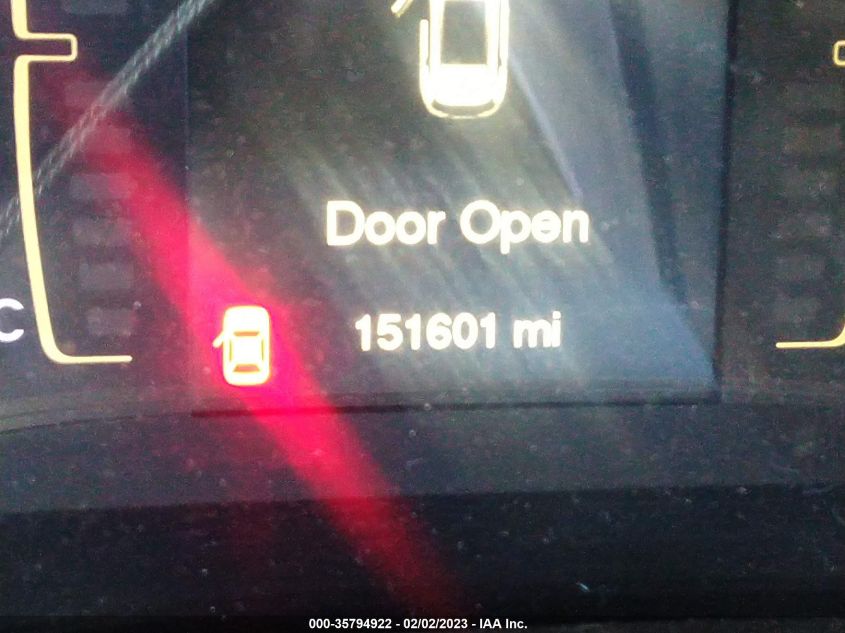 Door Open
C
151601 mi
000-35794922 - 02/02/2023 - IAA Inc.